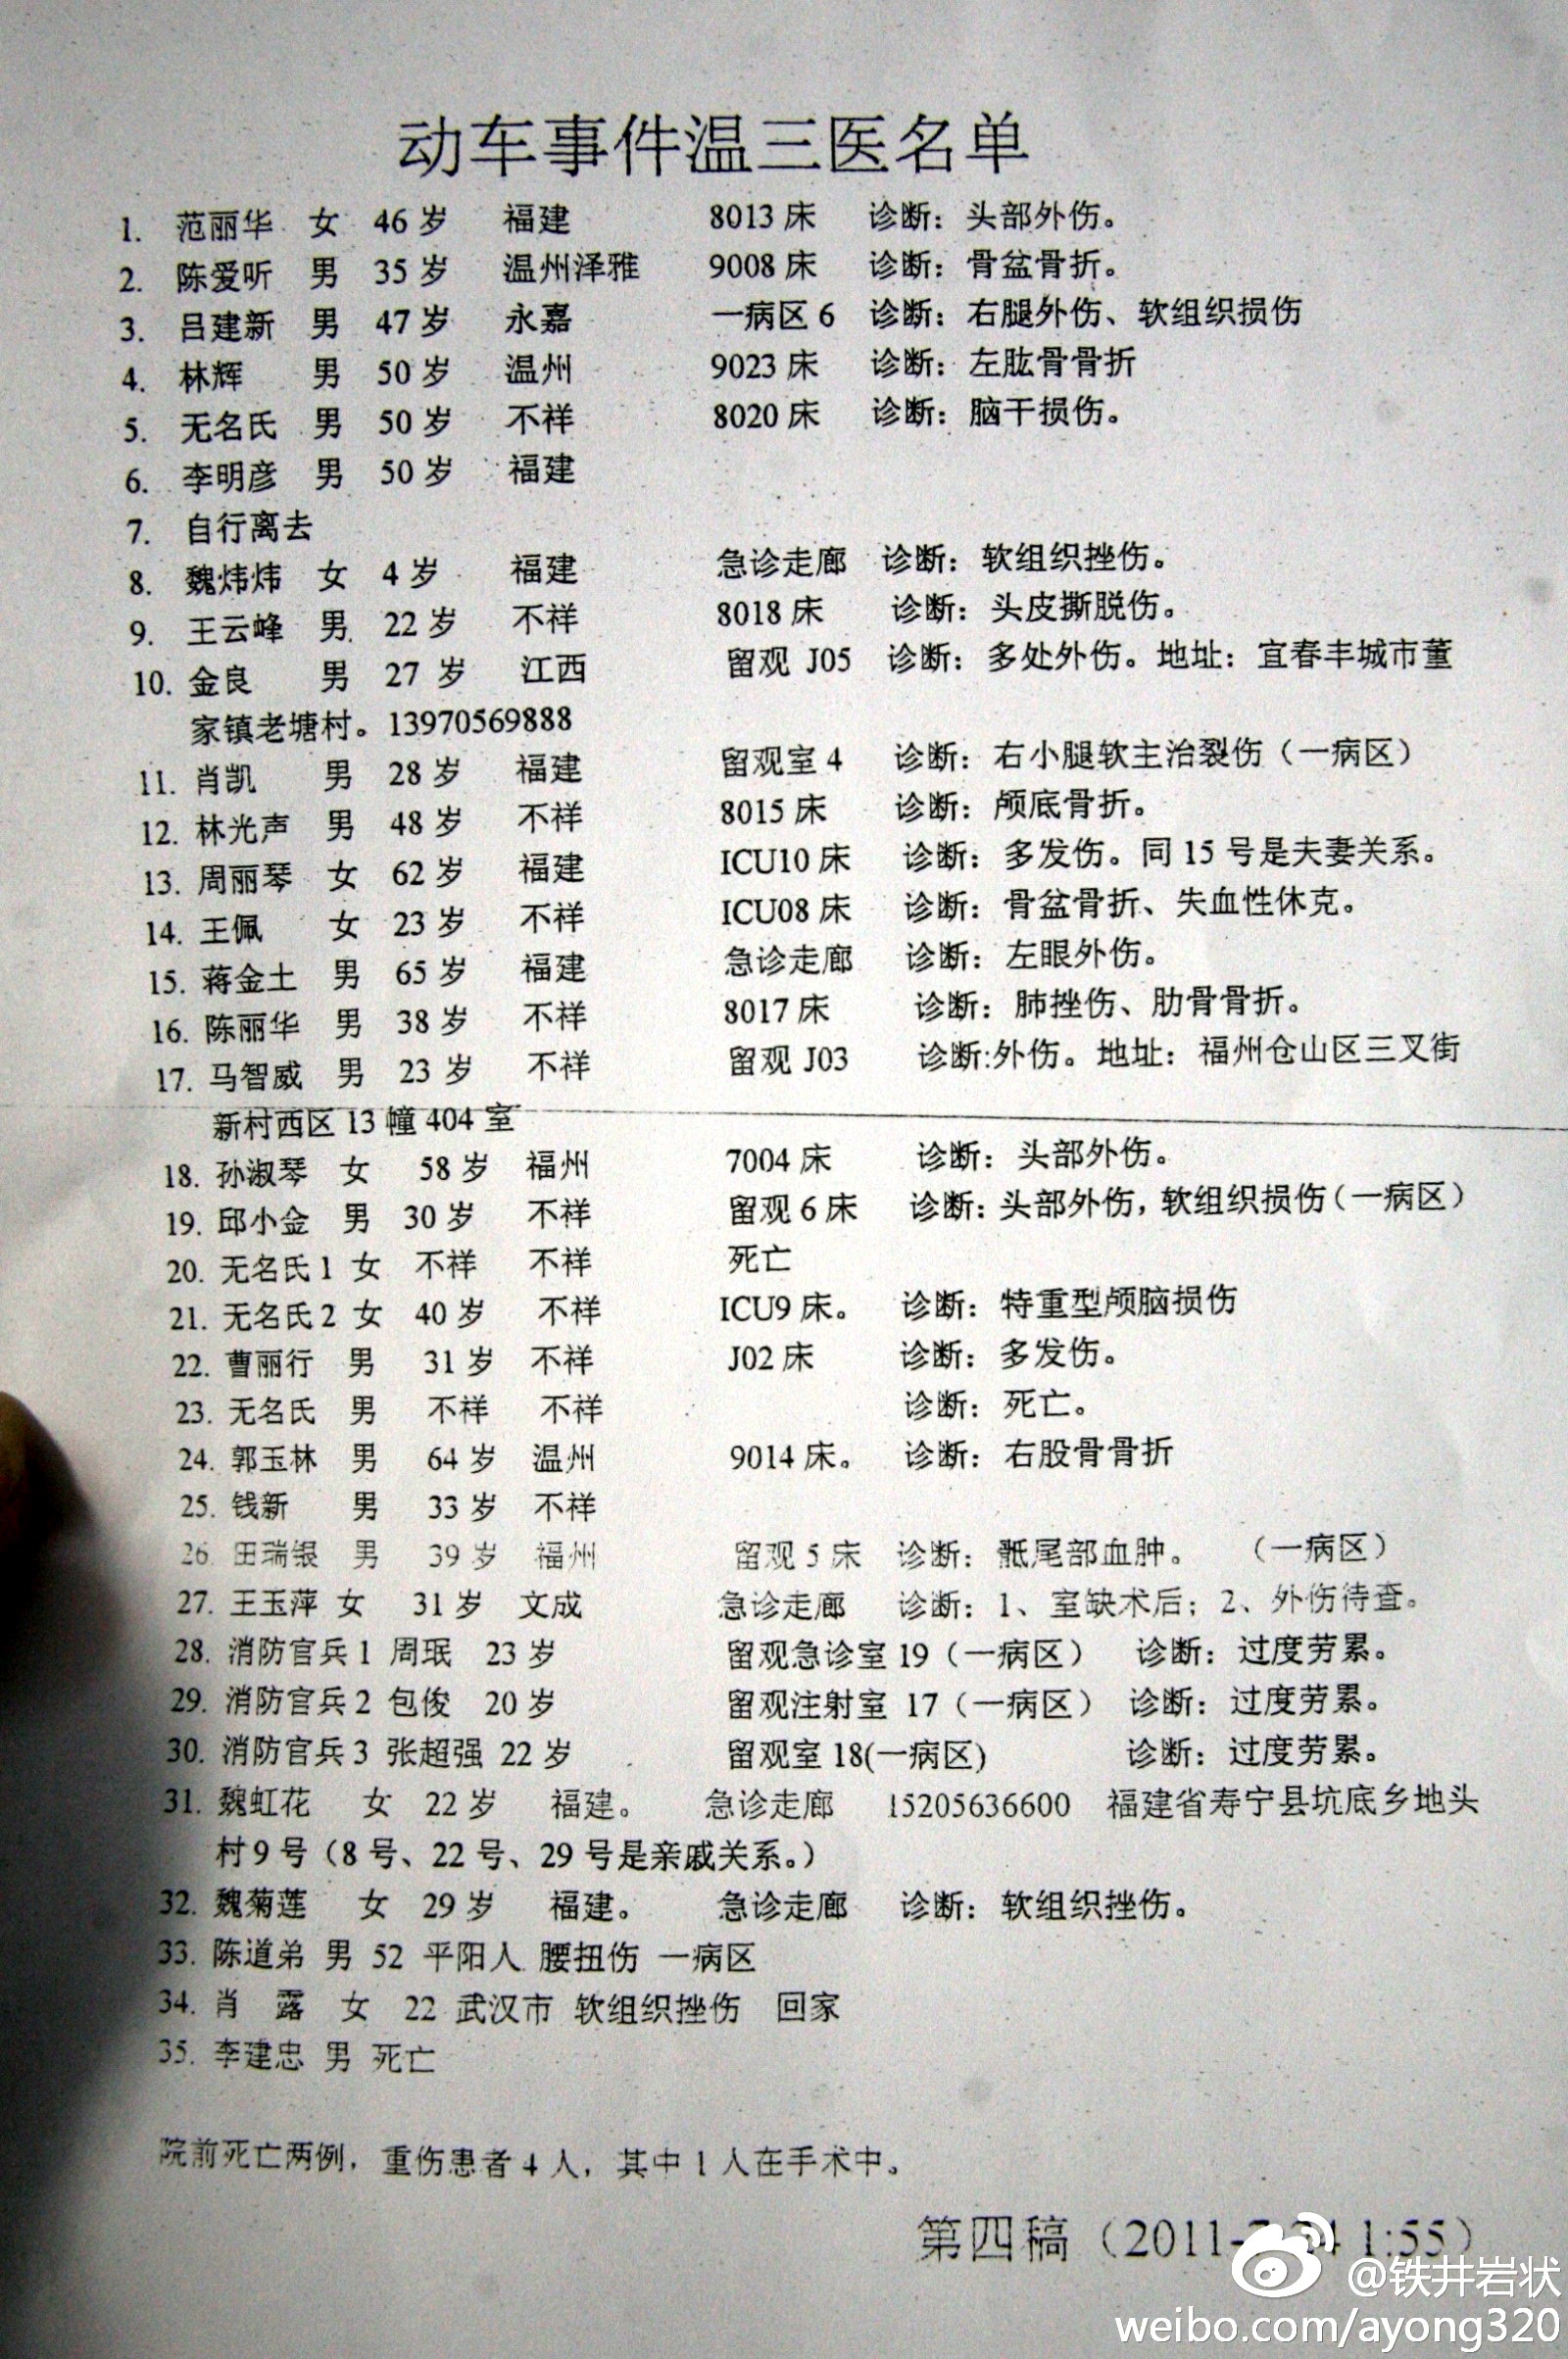 动车事件温三医名单
1. 范丽华 女 46岁 福建 8013床 诊断：头部外伤。
2. 陈爱听 男 35岁 温州泽雅 9008床 诊断：骨盆骨折。
3. 吕建新 男 47岁 永嘉 一病区6 诊断：右腿外伤、软组织损伤
4. 林辉 男 50岁 温州 9023床 诊断：左肱骨骨折
5. 无名氏 男 50岁 不祥 8020床 诊断：脑干损伤。
6. 李明彦 男 50岁 福建
7. 自行离去
8. 魏炜炜 女 4岁 福建 急诊走廊 诊断：软组织挫伤。
9. 王云峰 男 22岁 不祥 8018床 诊断：头皮撕脱伤。
10. 金良 男 27岁 江西 留观J05 诊断：多处外伤。地址：宜春丰城市董
家镇老塘村。13970569888
11. 肖凯 男 28岁 福建 留观室4 诊断：右小腿软主治裂伤（一病区）
12. 林光声 男 48岁 不祥 8015床 诊断：颅底骨折。
13. 周丽琴 女 62岁 福建 ICU10床 诊断：多发伤。同15号是夫妻关系。
14. 王佩 女 23岁 不祥 ICU08床 诊断：骨盆骨折、失血性休克。
15. 蒋金土 男 65岁 福建 急诊走廊 诊断：左眼外伤。
16. 陈丽华 男 38岁 不祥 8017床 诊断：肺挫伤、肋骨骨折。
17. 马智威 男 23岁 不祥 留观J03 诊断:外伤。地址：福州仓山区三叉街
新村西区13幢404室
18. 孙淑琴 女 58岁 福州 7004床 诊断：头部外伤。
19. 邱小金 男 30岁 不祥 留观6床 诊断：头部外伤，软组织损伤（一病区）
20. 无名氏1 女 不祥 不祥 死亡
21. 无名氏2 女 40岁 不祥 ICU9床。 诊断：特重型颅脑损伤
22. 曹丽行 男 31岁 不祥 J02床 诊断：多发伤。
23. 无名氏 男 不祥 不祥 诊断：死亡。
24. 郭玉林 男 64岁 温州 9014床。 诊断：右股骨骨折
25. 钱新 男 33岁 不祥
26. 田瑞银 男 39岁 福州 留观5床 诊断：骶尾部血肿。 （一病区）
27. 王玉萍 女 31岁 文成 急诊走廊 诊断：1、室缺术后；2、外伤待查。
28. 消防官兵1 周珉 23岁 留观急诊室19（一病区） 诊断：过度劳累。
29. 消防官兵2 包俊 20岁 留观注射室 17（一病区） 诊断：过度劳累。
30. 消防官兵3 张超强 22岁 留观室18(一病区) 诊断：过度劳累。
31. 魏虹花 女 22岁 福建。 急诊走廊 15205636600 福建省寿宁县坑底乡地头
村9号（8号、22号、29号是亲戚关系。）
32. 魏菊莲 女 29岁 福建。 急诊走廊 诊断：软组织挫伤。
33. 陈道弟 男 52 平阳人 腰扭伤 一病区
34. 肖 露 女 22 武汉市 软组织挫伤 回家
35. 李建忠 男 死亡
院前死亡两例，重伤患者4人，其中1人在手术中。
第四稿（2011-7-24 1:55）
@铁井岩状
weibo.com/ayong320